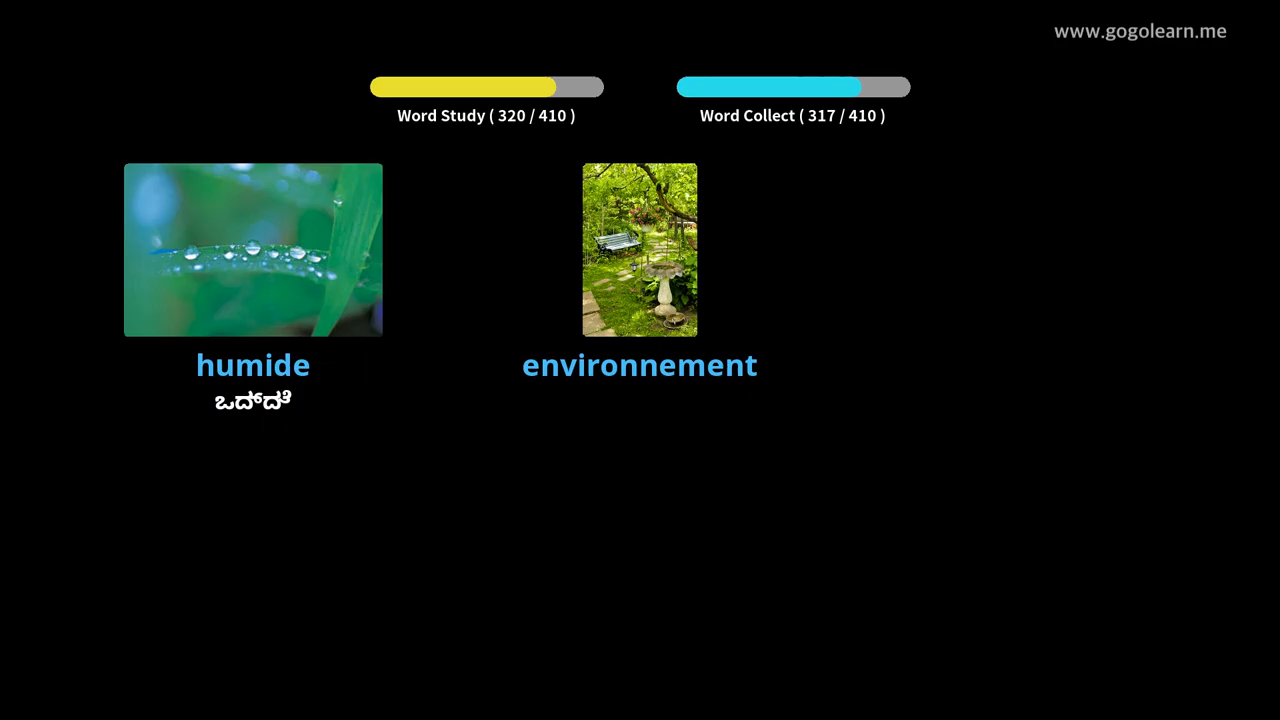 www.gogolearn.me
Word Study ( 320 / 410 )
Word Collect ( 317 / 410 )
humide
environnement
ಒದ್ದೆ